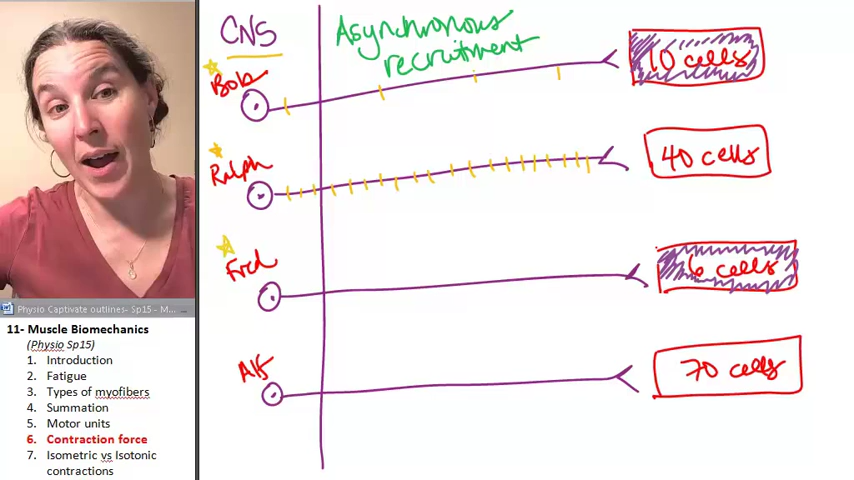 CNS
Asynchronous
recruitment
Bob
10 cells
Ralph
40 cells
Fred
6 cells
Alf
70 cells
Physio Captivate outlines- Sp15 - M...
11- Muscle Biomechanics
(Physio Sp15)
1. Introduction
2. Fatigue
3. Types of myofibers
4. Summation
5. Motor units
6. Contraction force
7. Isometric vs Isotonic
contractions